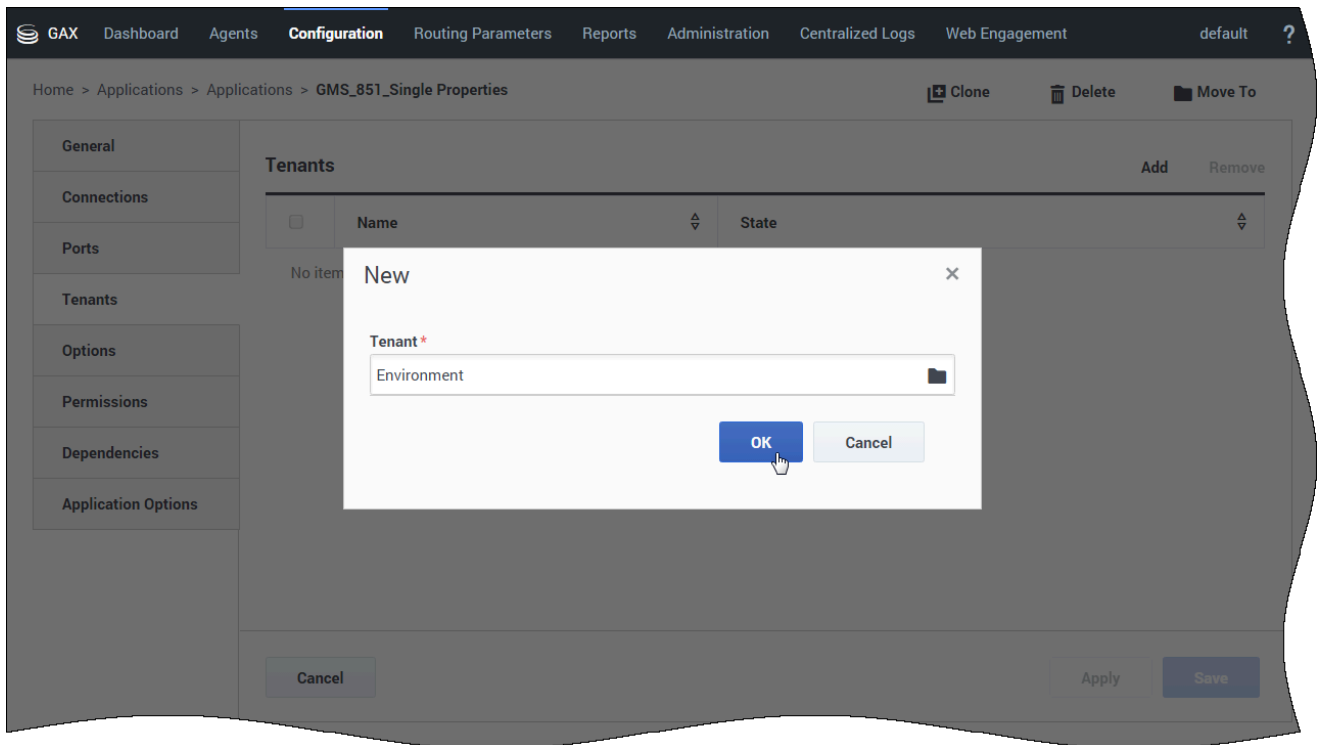 GAX Dashboard Agents Configuration Routing Parameters Reports Administration Centralized Logs Web Engagement default ?
Home > Applications > Applications > GMS_851_Single Properties Clone Delete Move To
General
Connections
Ports
Tenants
Options
Permissions
Dependencies
Application Options
Tenants Add Remove
Name State
No item
New ×
Tenant *
Environment
OK Cancel
Cancel Apply Save